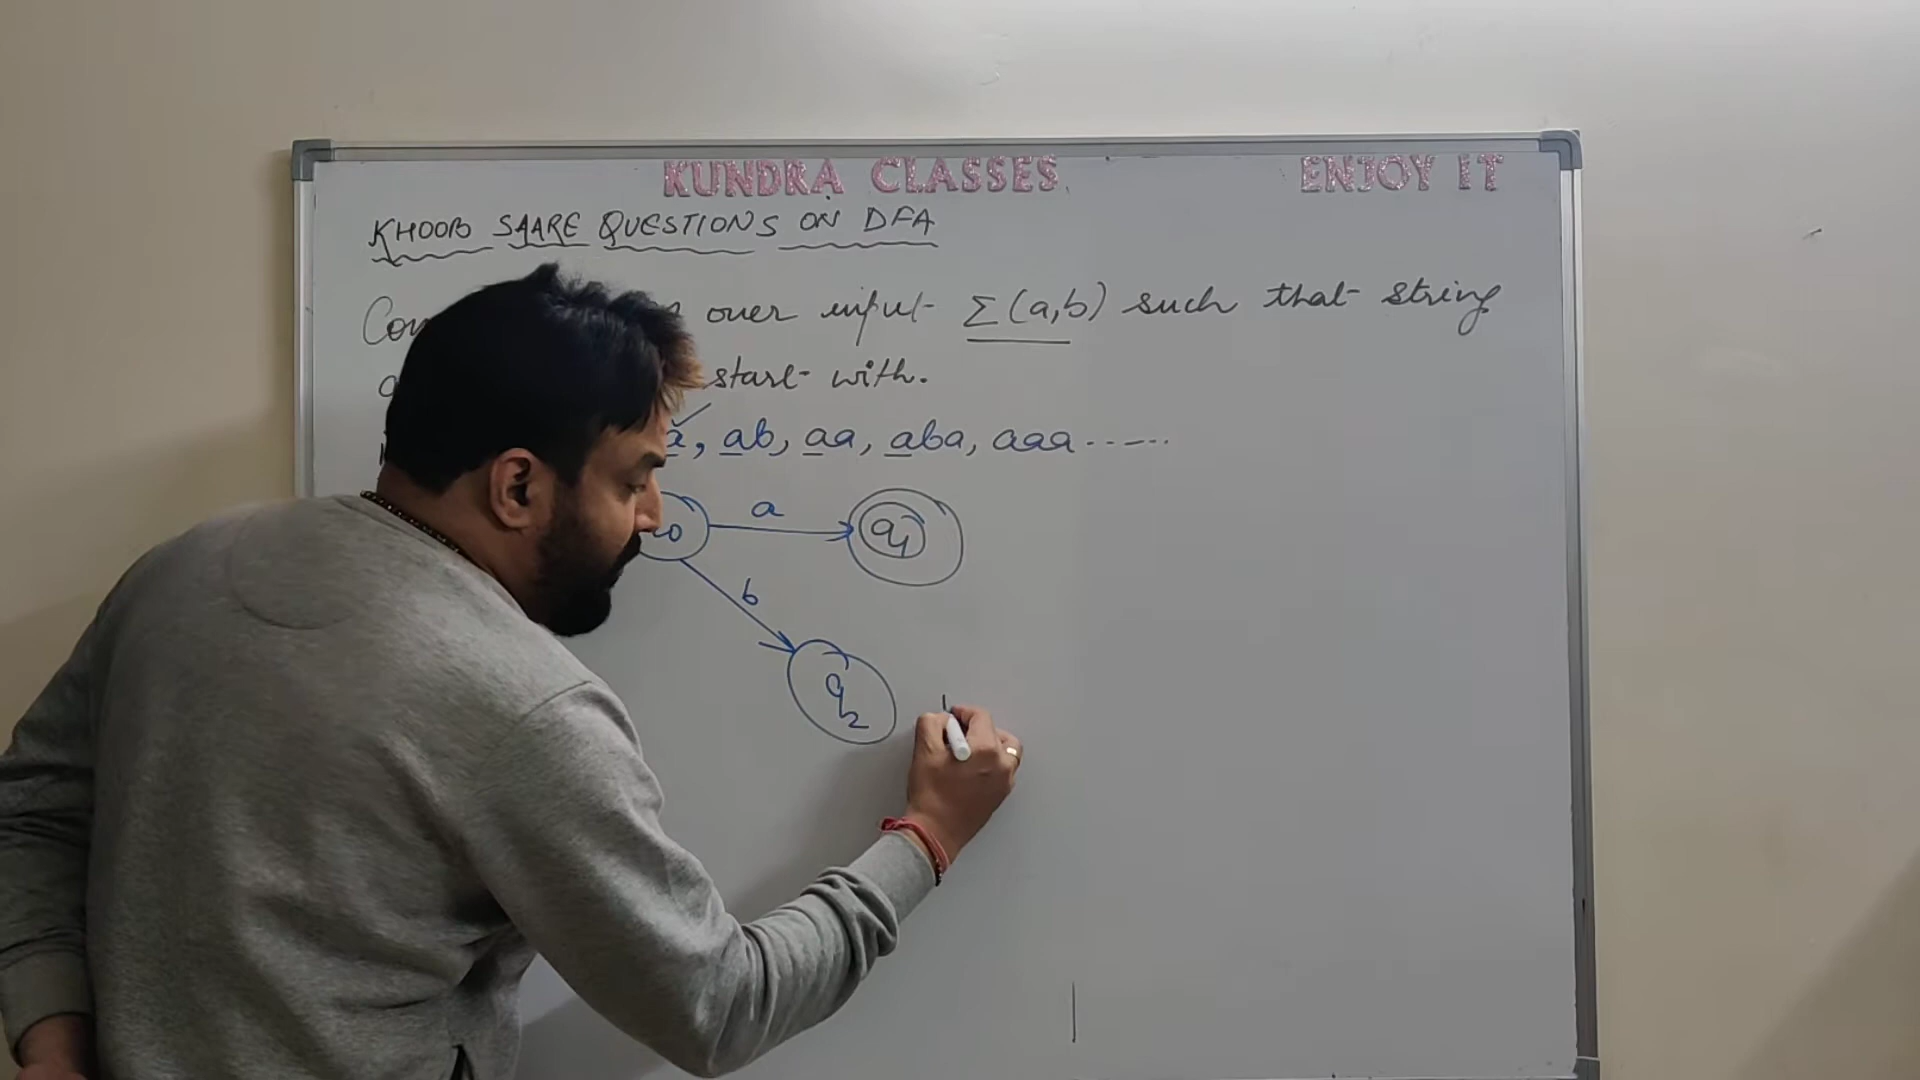 KUNDRA CLASSES ENJOY IT
KHOOB SAARE QUESTIONS ON DFA
over input Σ(a,b) such that string
start with.
a, ab, aa, aba, aaa------
a
q1
b
q2